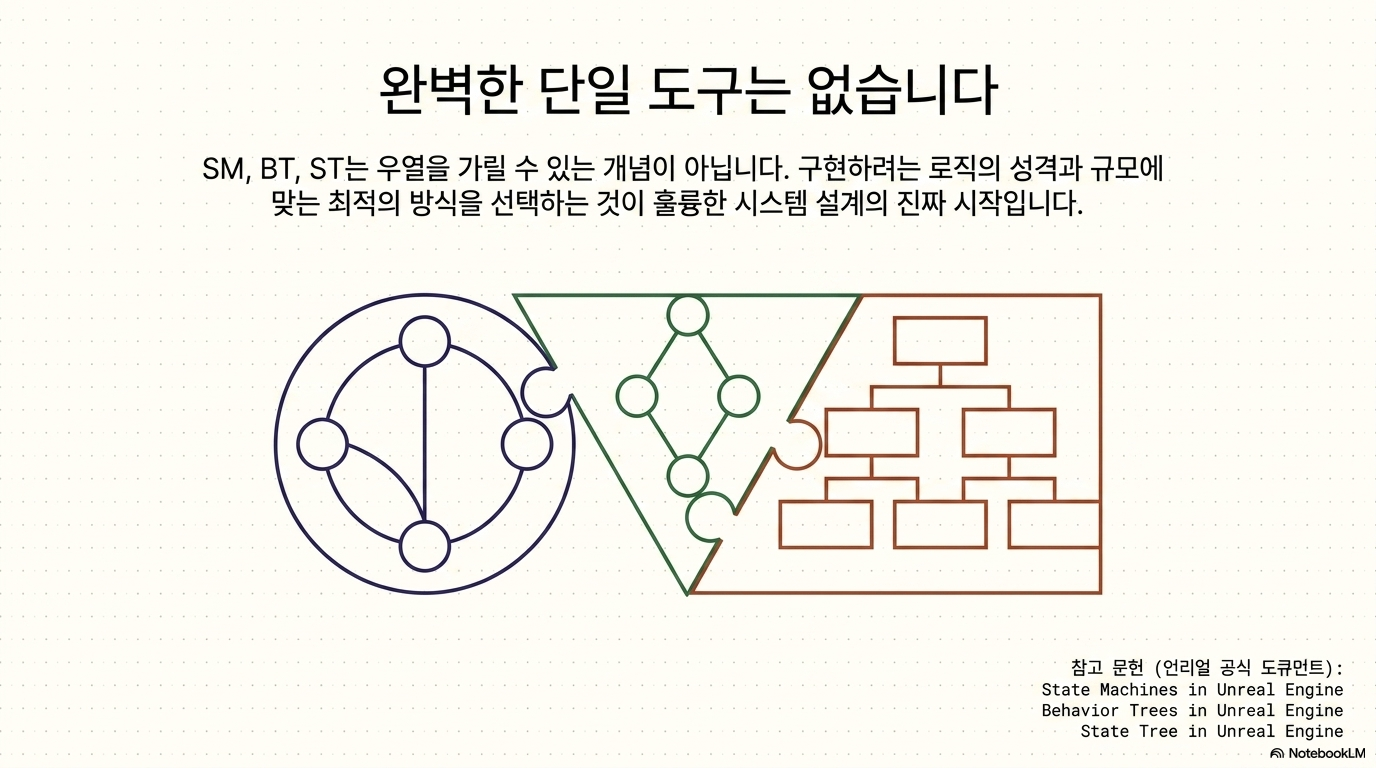 완벽한 단일 도구는 없습니다
SM, BT, ST는 우열을 가릴 수 있는 개념이 아닙니다. 구현하려는 로직의 성격과 규모에
맞는 최적의 방식을 선택하는 것이 훌륭한 시스템 설계의 진짜 시작입니다.
참고 문헌 (언리얼 공식 도큐먼트):
State Machines in Unreal Engine
Behavior Trees in Unreal Engine
State Tree in Unreal Engine
NotebookLM